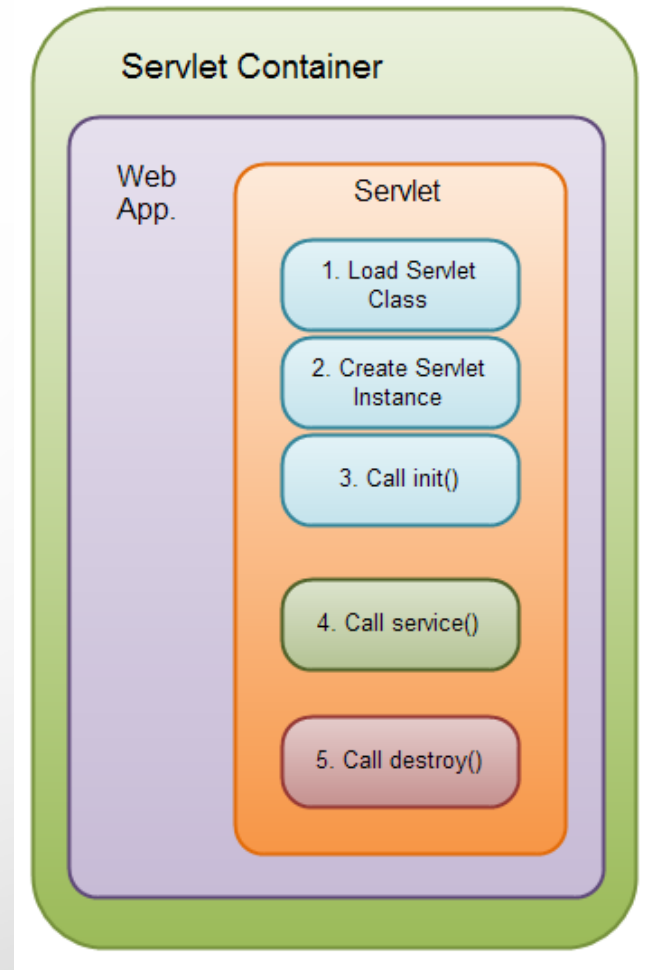 Servlet Container
Web
App.
Servlet
1. Load Servlet
Class
2. Create Servlet
Instance
3. Call init()
4. Call service()
5. Call destroy()